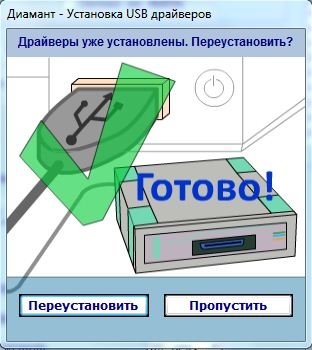 Диамант - Установка USB драйверов
Драйверы уже установлены. Переустановить?
Готово!
Переустановить
Пропустить